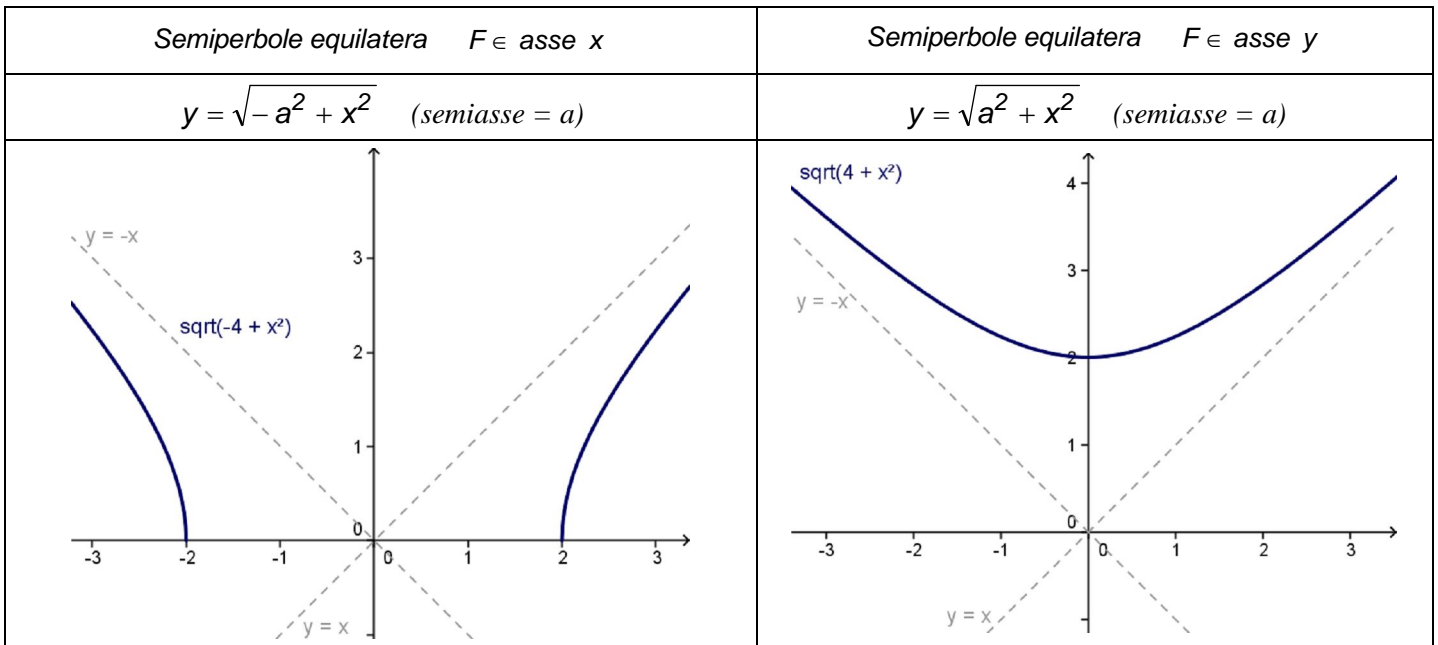 Semiperbole equilatera F ∈ asse x
Semiperbole equilatera F ∈ asse y
y = √(– a² + x²) (semiasse = a)
y = √(a² + x²) (semiasse = a)
y = -x
sqrt(-4 + x²)
3
2
1
0
-3 -2 -1 0 1 2 3
y = x
sqrt(4 + x²)
4
3
y = -x
2
1
0
-3 -2 -1 0 1 2 3
y = x